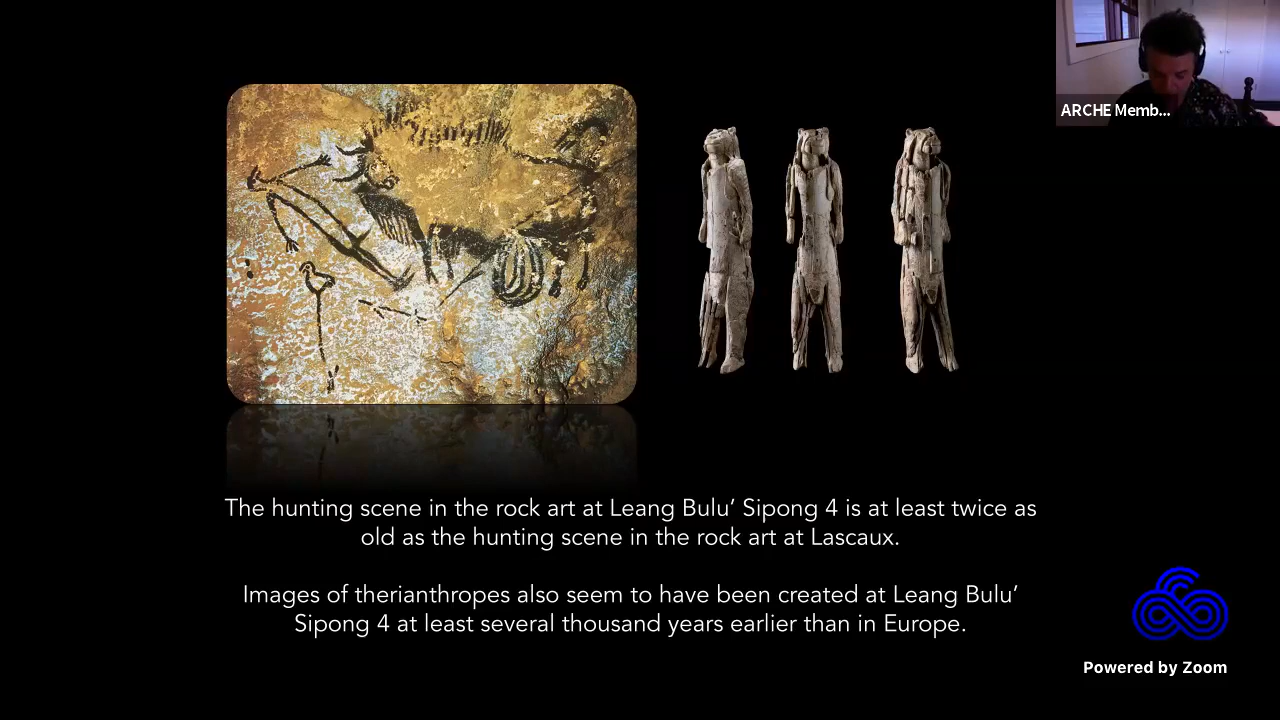 ARCHE Memb...
The hunting scene in the rock art at Leang Bulu’ Sipong 4 is at least twice as
old as the hunting scene in the rock art at Lascaux.
Images of therianthropes also seem to have been created at Leang Bulu’
Sipong 4 at least several thousand years earlier than in Europe.
Powered by Zoom